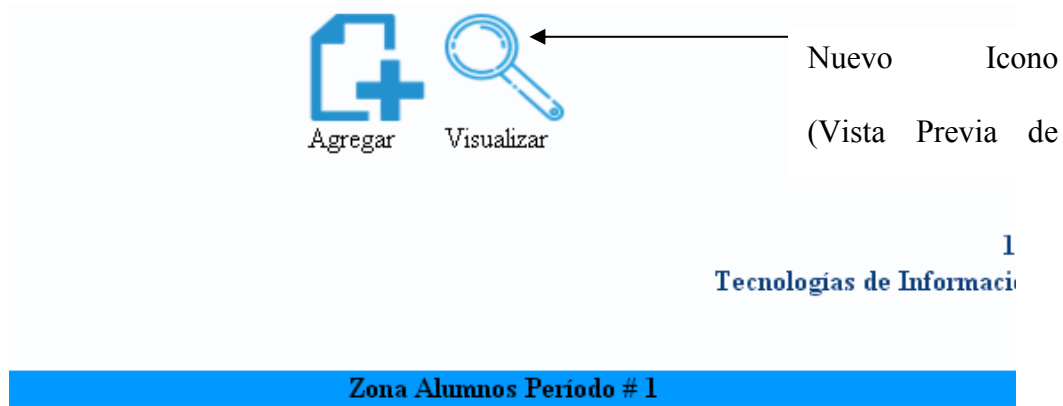 Nuevo Icono
(Vista Previa de
Agregar Visualizar
1
Tecnologías de Informaci
Zona Alumnos Período # 1